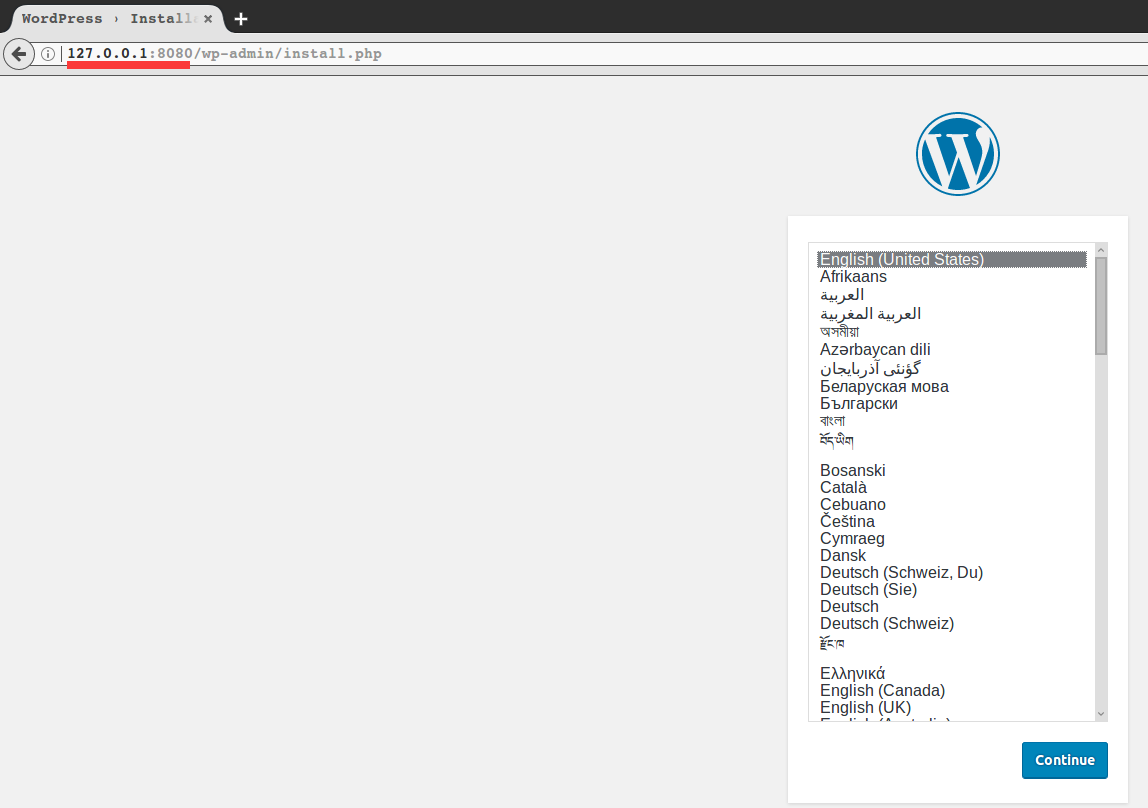 WordPress › Install
127.0.0.1:8080/wp-admin/install.php
English (United States)
Afrikaans
العربية
العربية المغربية
অসমীয়া
Azərbaycan dili
گؤنئی آذربایجان
Беларуская мова
Български
বাংলা
བོད་ཡིག
Bosanski
Català
Cebuano
Čeština
Cymraeg
Dansk
Deutsch (Schweiz, Du)
Deutsch (Sie)
Deutsch
Deutsch (Schweiz)
རྫོང་ཁ
Ελληνικά
English (Canada)
English (UK)
English (Australia)
Continue